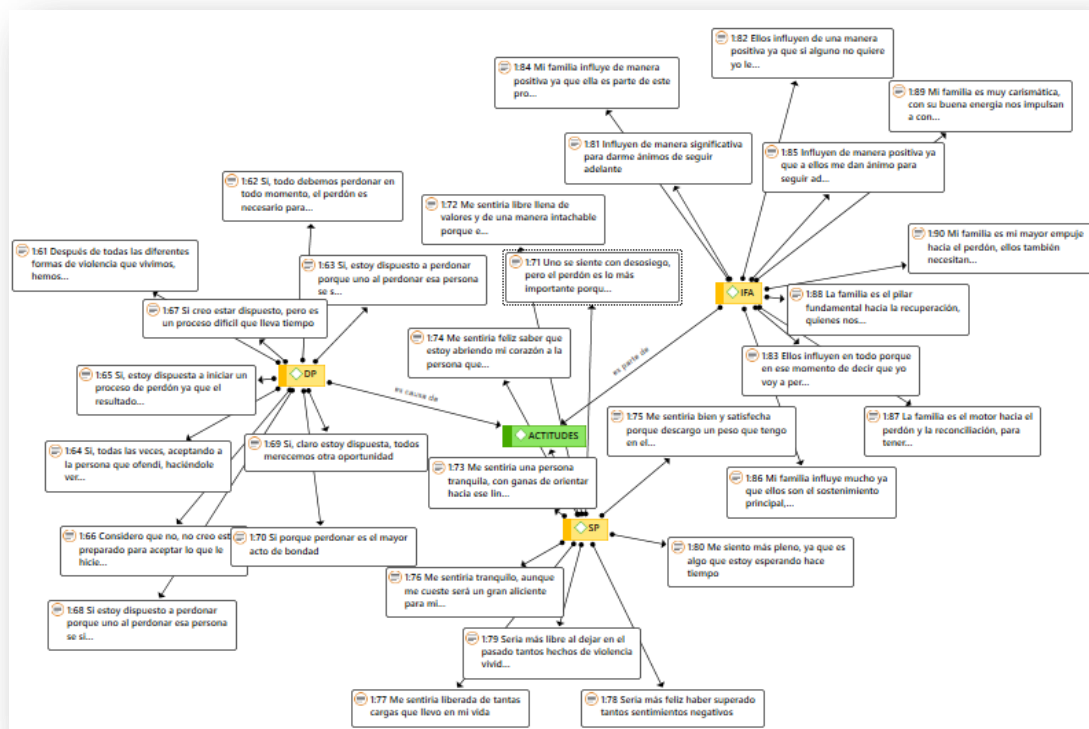 1:82 Ellos influyen de una manera
positiva ya que si alguno no quiere
yo le...
1:84 Mi familia influye de manera
positiva ya que ella es parte de este
pro...
1:89 Mi familia es muy carismática,
con su buena energia nos impulsan
a con...
1:81 Influyen de manera significativa
para darme ánimos de seguir
adelante
1:85 Influyen de manera positiva ya
que a ellos me dan ánimo para
seguir ad...
1:62 Si, todo debemos perdonar en
todo momento, el perdón es
necesario para...
1:72 Me sentiria libre llena de
valores y de una manera intachable
porque e...
1:90 Mi familia es mi mayor empuje
hacia el perdón, ellos también
necesitan...
1:61 Después de todas las diferentes
formas de violencia que vivimos,
hemos...
1:63 Si, estoy dispuesto a perdonar
porque uno al perdonar esa persona
se s...
1:71 Uno se siente con desosiego,
pero el perdón es lo más
importante porqu...
IFA
1:88 La familia es el pilar
fundamental hacia la recuperación,
quienes nos...
1:67 Si creo estar dispuesto, pero es
un proceso dificil que lleva tiempo
1:74 Me sentiria feliz saber que
estoy abriendo mi corazón a la
persona que...
es parte de
1:83 Ellos influyen en todo porque
en ese momento de decir que yo
voy a per...
DP
1:65 Si, estoy dispuesta a iniciar un
proceso de perdón ya que el
resultado...
es causa de
1:75 Me sentiria bien y satisfecha
porque descargo un peso que tengo
en el...
1:87 La familia es el motor hacia el
perdón y la reconciliación, para
tener...
ACTITUDES
1:64 Si, todas las veces, aceptando a
la persona que ofendi, haciéndole
ver...
1:69 Si, claro estoy dispuesta, todos
merecemos otra oportunidad
1:73 Me sentiria una persona
tranquila, con ganas de orientar
hacia ese lin...
1:86 Mi familia influye mucho ya
que ellos son el sostenimiento
principal,...
SP
1:66 Considero que no, no creo est
preparado para aceptar lo que le
hicie...
1:70 Si porque perdonar es el mayor
acto de bondad
1:80 Me siento más pleno, ya que es
algo que estoy esperando hace
tiempo
1:76 Me sentiria tranquilo, aunque
me cueste será un gran aliciente
para mi...
1:68 Si estoy dispuesto a perdonar
porque uno al perdonar esa persona
se si...
1:79 Seria más libre al dejar en el
pasado tantos hechos de violencia
vivid...
1:77 Me sentiria liberada de tantas
cargas que llevo en mi vida
1:78 Seria más feliz haber superado
tantos sentimientos negativos